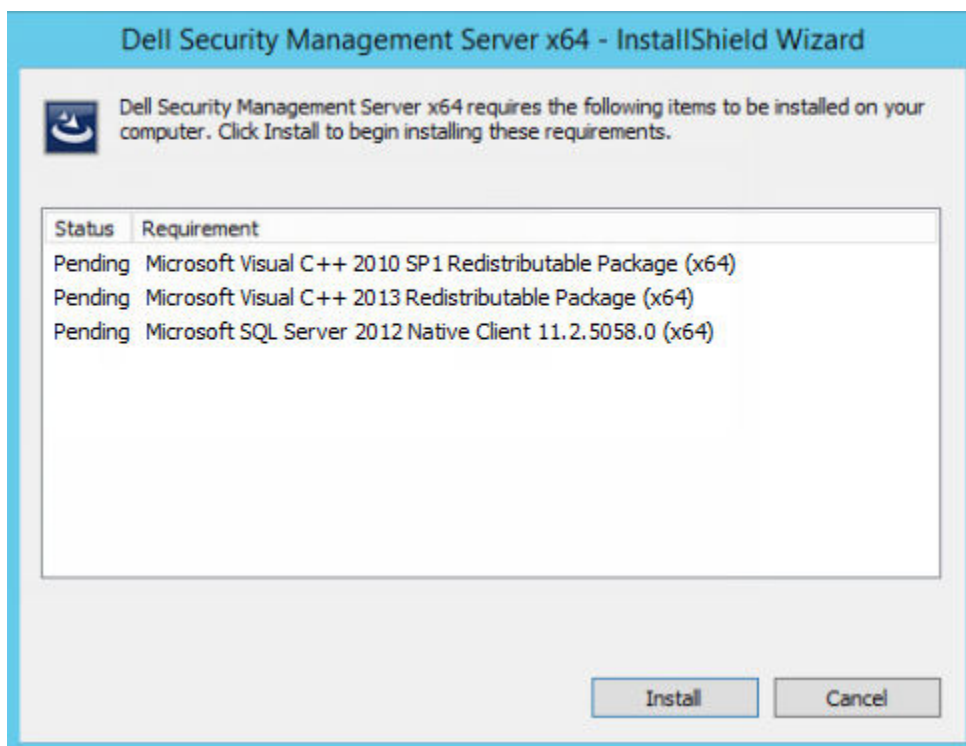 Dell Security Management Server x64 - InstallShield Wizard
Dell Security Management Server x64 requires the following items to be installed on your
computer. Click Install to begin installing these requirements.
Status Requirement
Pending Microsoft Visual C++ 2010 SP1 Redistributable Package (x64)
Pending Microsoft Visual C++ 2013 Redistributable Package (x64)
Pending Microsoft SQL Server 2012 Native Client 11.2.5058.0 (x64)
Install Cancel